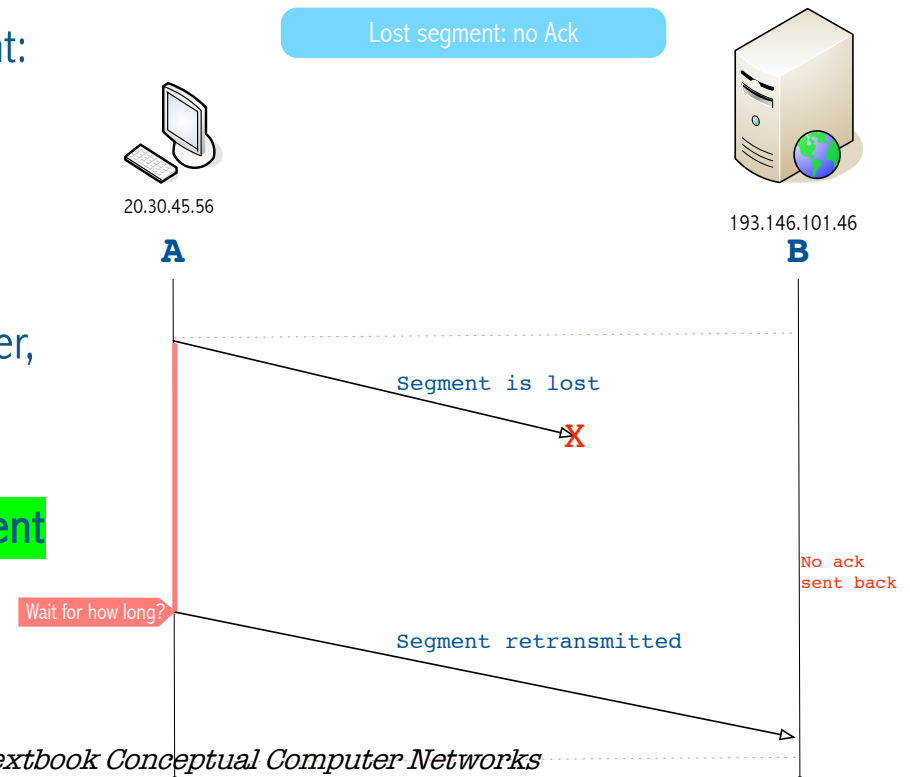 t:
Lost segment: no Ack
20.30.45.56
193.146.101.46
A
B
er,
Segment is lost
X
ent
No ack
sent back
Wait for how long?
Segment retransmitted
extbook Conceptual Computer Networks